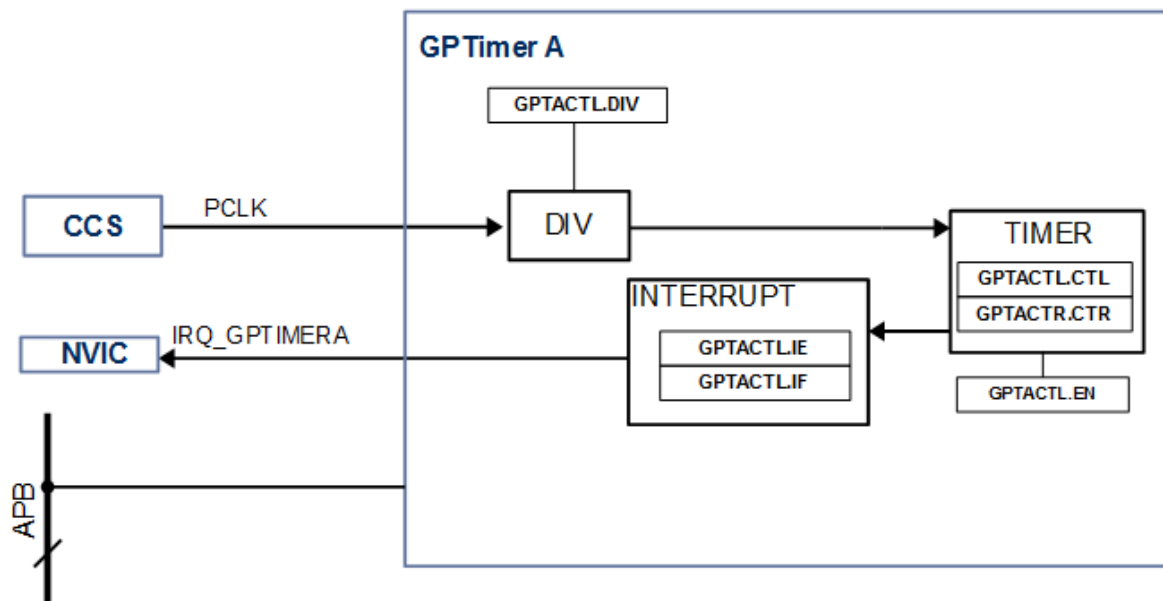 GPTimer A
GPTACTL.DIV
CCS
PCLK
DIV
TIMER
GPTACTL.CTL
GPTACTR.CTR
INTERRUPT
GPTACTL.IE
GPTACTL.IF
NVIC
IRQ_GPTIMERA
GPTACTL.EN
APB